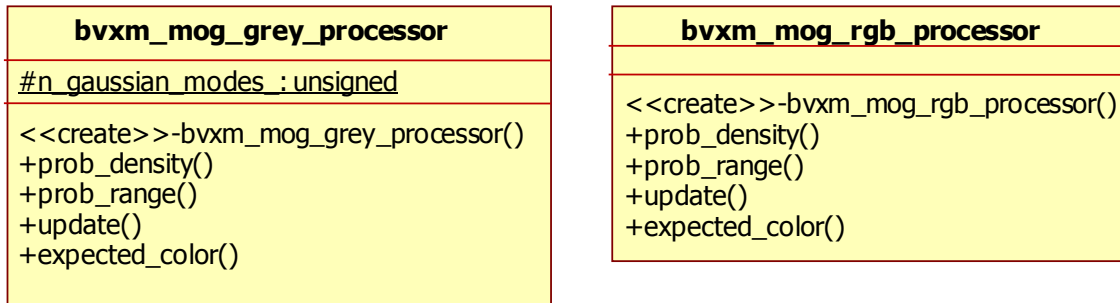 bvxm_mog_grey_processor
#n_gaussian_modes_: unsigned
<<create>>-bvxm_mog_grey_processor()
+prob_density()
+prob_range()
+update()
+expected_color()
bvxm_mog_rgb_processor
<<create>>-bvxm_mog_rgb_processor()
+prob_density()
+prob_range()
+update()
+expected_color()